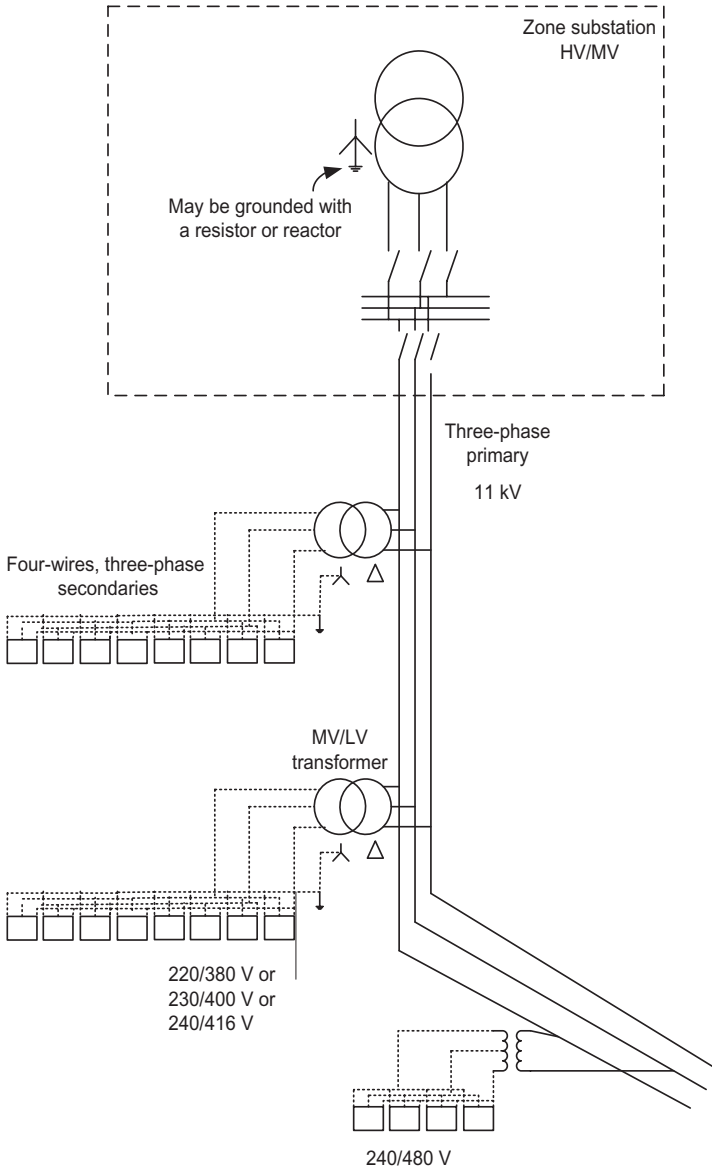 Zone substation
HV/MV
May be grounded with
a resistor or reactor
Three-phase
primary
11 kV
Four-wires, three-phase
secondaries
MV/LV
transformer
220/380 V or
230/400 V or
240/416 V
240/480 V